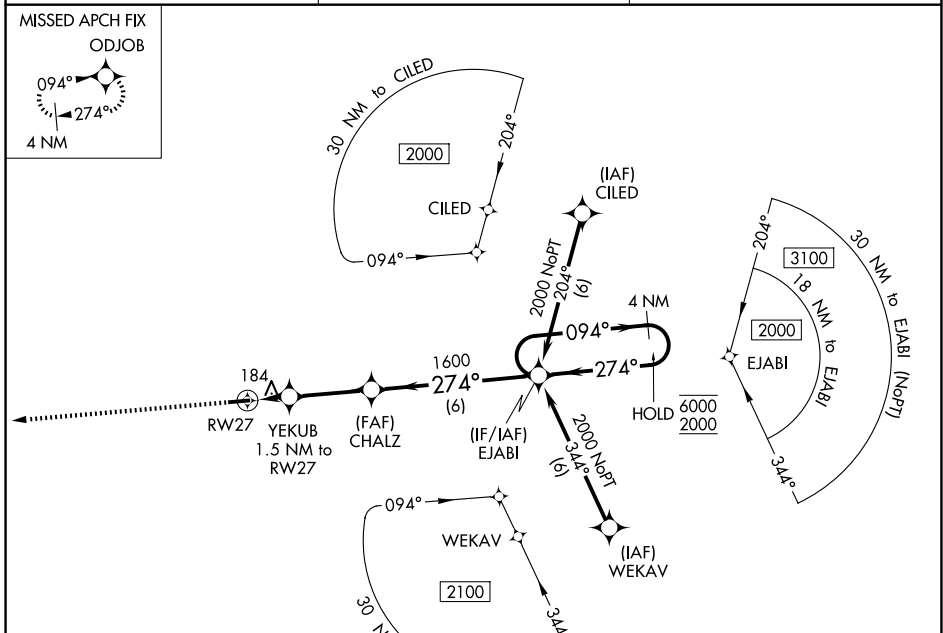 MISSED APCH FIX
ODJOB
094°
274°
4 NM
30 NM to CILED
204°
2000
CILED
094°
(IAF)
CILED
2000 NoPT
204°
(6)
4 NM
094°
274°
HOLD
6000
2000
204°
3100
30 NM to EJABI (NoPT)
18 NM to EJABI
2000
EJABI
344°
1600
274°
(6)
184
RW27
YEKUB
1.5 NM to
RW27
(FAF)
CHALZ
(IF/IAF)
EJABI
2000 NoPT
344°
(6)
(IAF)
WEKAV
094°
WEKAV
2100
30
344°